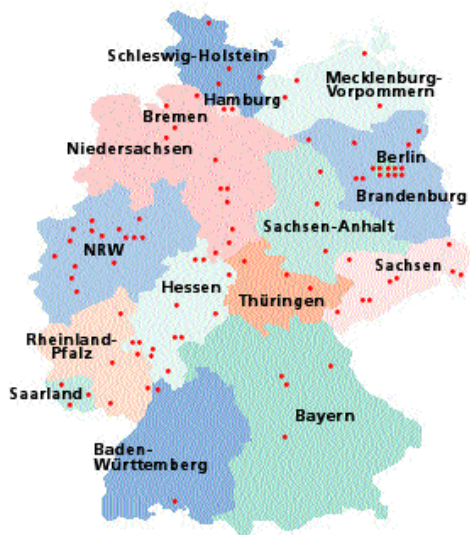 Schleswig-Holstein
Mecklenburg-
Vorpommern
Hamburg
Bremen
Niedersachsen
Berlin
Brandenburg
Sachsen-Anhalt
NRW
Sachsen
Hessen
Thüringen
Rheinland-
Pfalz
Saarland
Bayern
Baden-
Württemberg